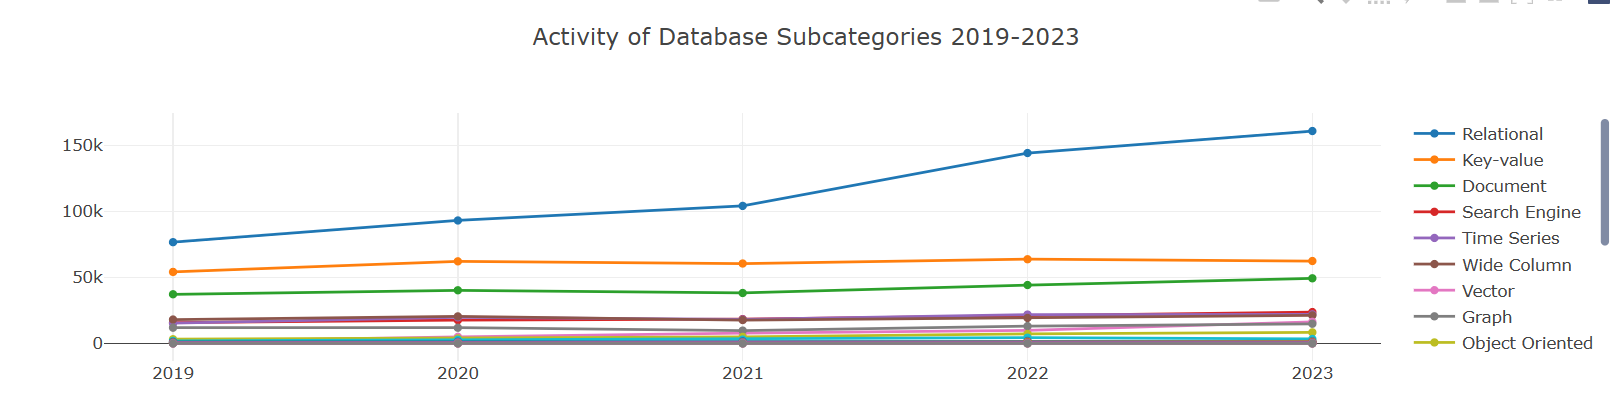 Activity of Database Subcategories 2019-2023
150k
100k
50k
0
2019
2020
2021
2022
2023
Relational
Key-value
Document
Search Engine
Time Series
Wide Column
Vector
Graph
Object Oriented